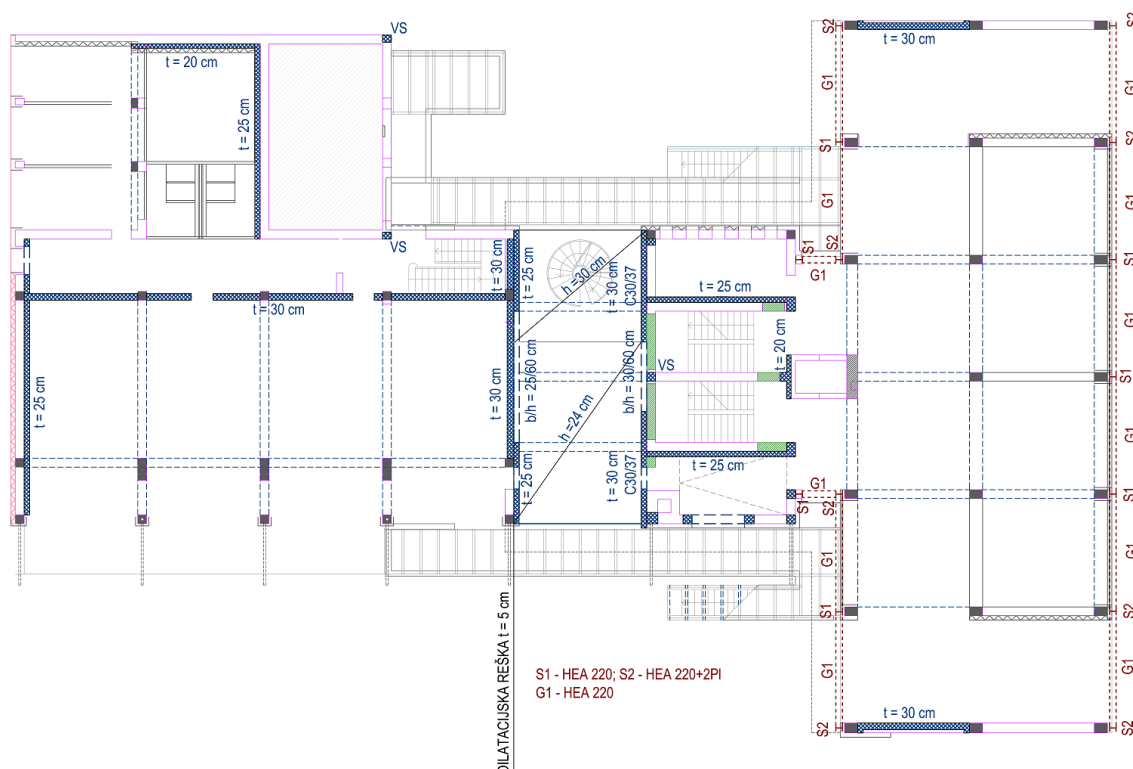 VS
t = 20 cm
t = 25 cm
VS
S2
S2
t = 30 cm
G1
G1
S1
S1
G1
G1
S1
S2
G1
S1
t = 30 cm
t = 25 cm
h =30 cm
t = 30 cm
C30/37
t = 25 cm
t = 30 cm
G1
t = 20 cm
VS
b/h = 25/60 cm
b/h = 30/60 cm
t = 30 cm
t = 25 cm
h =24 cm
S1
G1
t = 25 cm
t = 30 cm
C30/37
t = 25 cm
G1
S1
S2
S1
G1
G1
S1
S2
G1
G1
t = 30 cm
S2
S2
DILATACIJSKA REŠKA t = 5 cm
S1 - HEA 220; S2 - HEA 220+2Pl
G1 - HEA 220